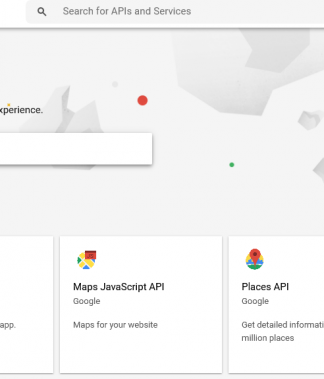 Search for APIs and Services
xperience.
Maps JavaScript API
Google
Maps for your website
app.
Places API
Google
Get detailed informati
million places